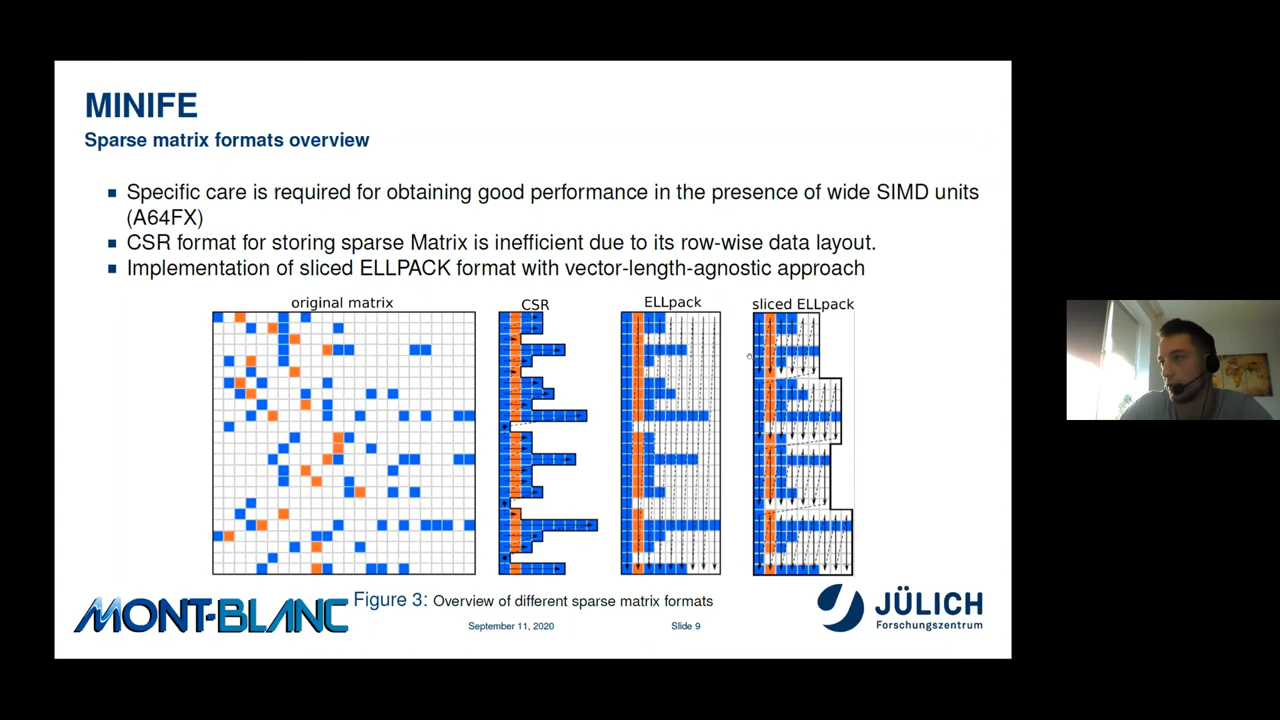 MINIFE
Sparse matrix formats overview
Specific care is required for obtaining good performance in the presence of wide SIMD units
(A64FX)
CSR format for storing sparse Matrix is inefficient due to its row-wise data layout.
Implementation of sliced ELLPACK format with vector-length-agnostic approach
original matrix
CSR
ELLpack
sliced ELLpack
Figure 3: Overview of different sparse matrix formats
MONT-BLANC
September 11, 2020
Slide 9
JÜLICH
Forschungszentrum